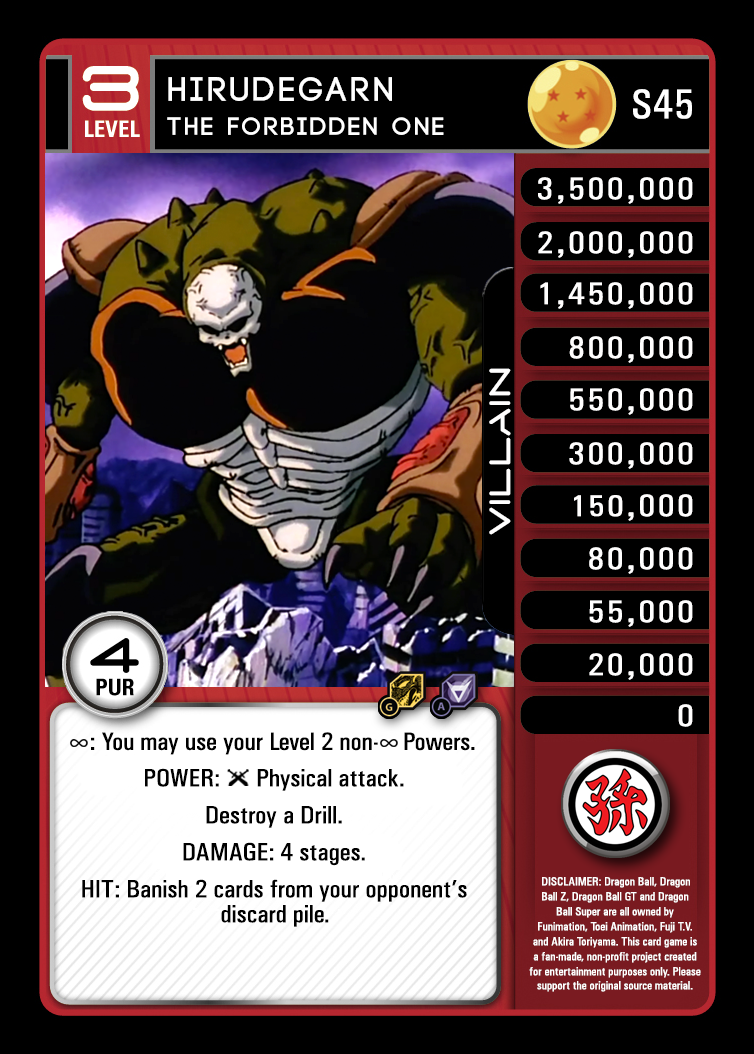 3
LEVEL
HIRUDEGARN
THE FORBIDDEN ONE
S45
3,500,000
2,000,000
1,450,000
800,000
550,000
300,000
150,000
80,000
55,000
20,000
0
VILLAIN
4
PUR
G
A
∞: You may use your Level 2 non-∞ Powers.
POWER: Physical attack.
Destroy a Drill.
DAMAGE: 4 stages.
HIT: Banish 2 cards from your opponent's
discard pile.
孫
DISCLAIMER: Dragon Ball, Dragon
Ball Z, Dragon Ball GT and Dragon
Ball Super are all owned by
Funimation, Toei Animation, Fuji T.V.
and Akira Toriyama. This card game is
a fan-made, non-profit project created
for entertainment purposes only. Please
support the original source material.